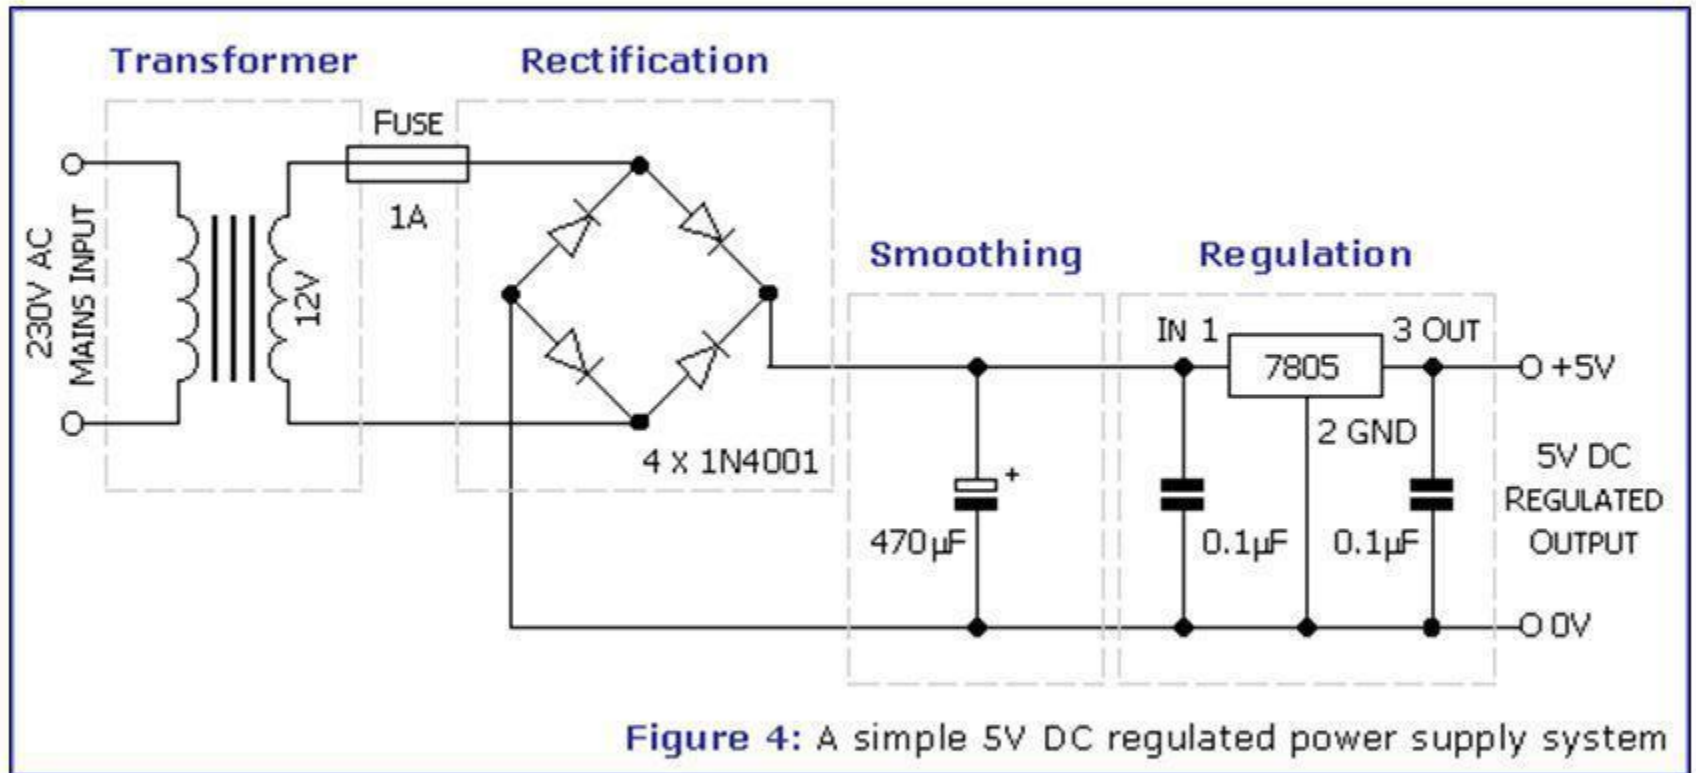 Transformer
Rectification
FUSE
1A
230V AC
MAINS INPUT
12V
4 x 1N4001
Smoothing
Regulation
IN 1
7805
3 OUT
+5V
2 GND
+
470µF
0.1µF
0.1µF
5V DC
REGULATED
OUTPUT
0V
Figure 4: A simple 5V DC regulated power supply system